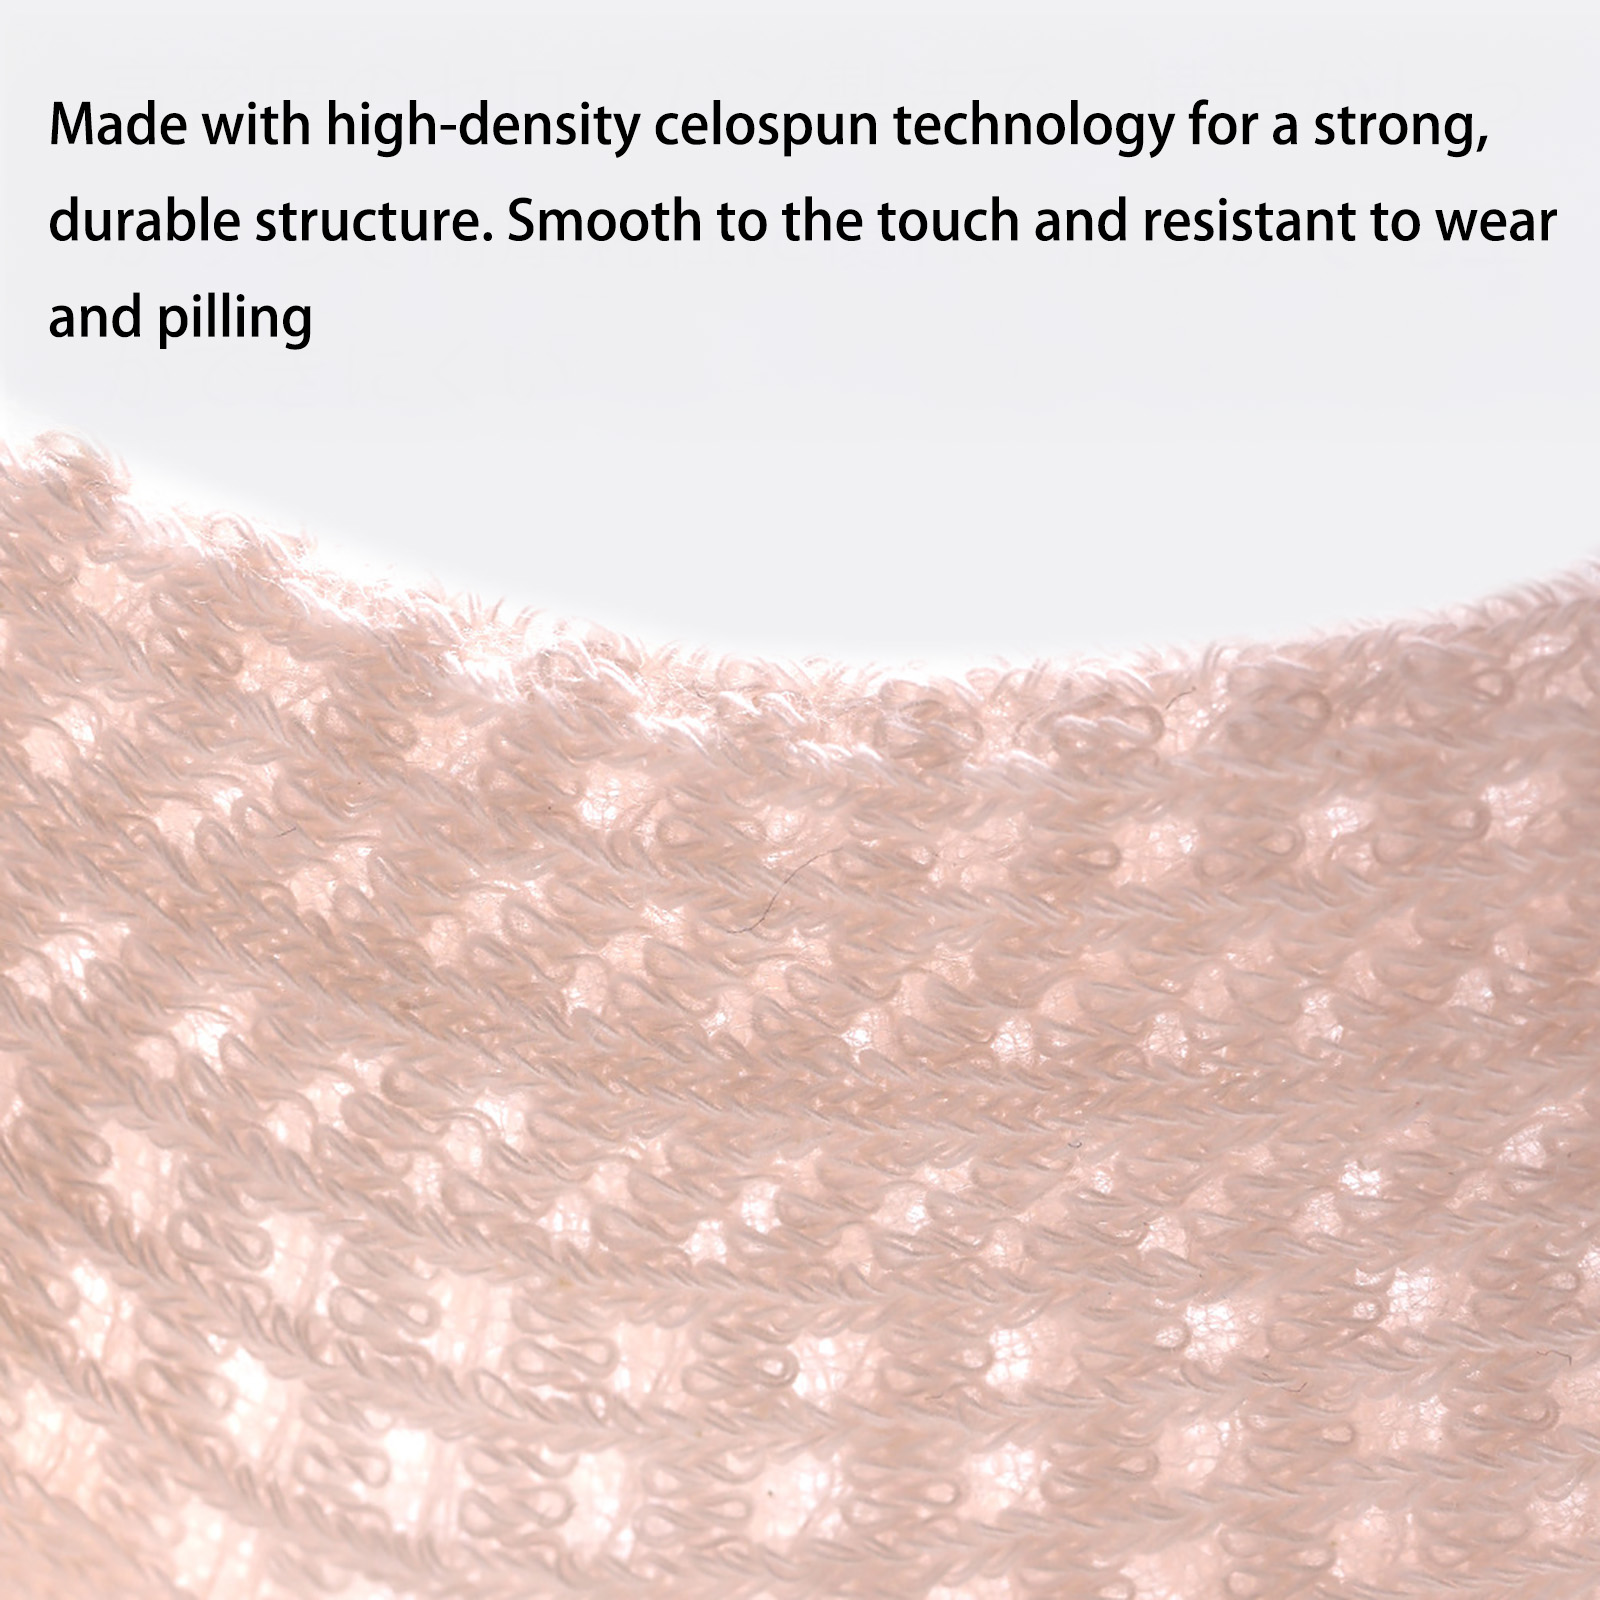 Made with high-density celospun technology for a strong,
durable structure. Smooth to the touch and resistant to wear
and pilling